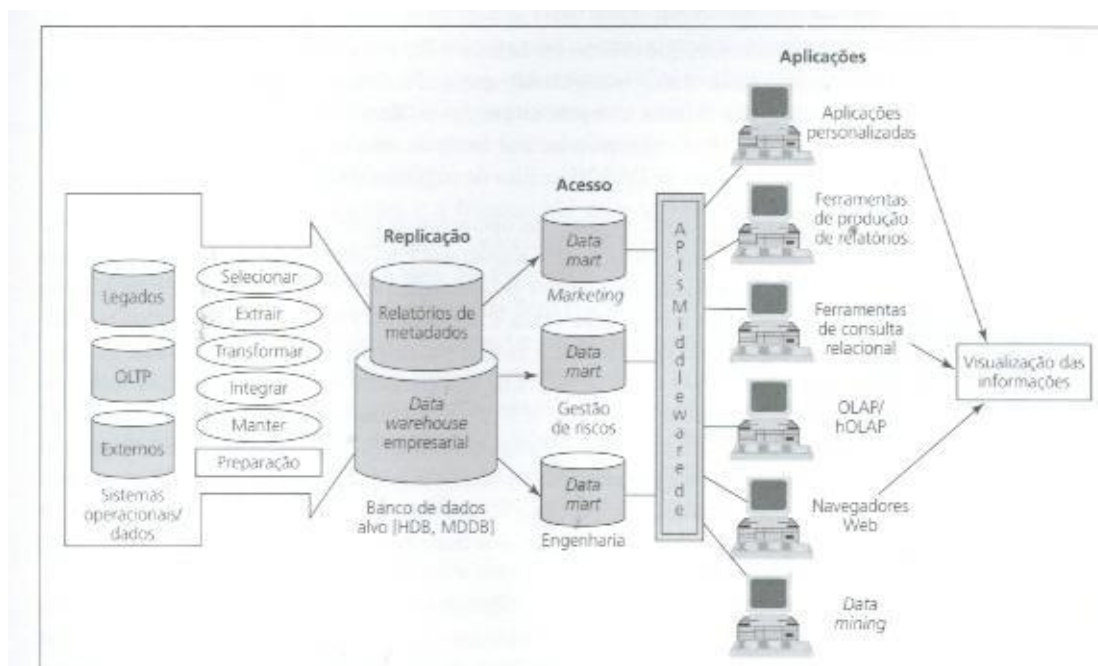 Aplicações
Aplicações
personalizadas
Ferramentas
de produção
de relatórios
Ferramentas
de consulta
relacional
OLAP/
hOLAP
Navegadores
Web
Data
mining
Visualização das
informações
Acesso
Data
mart
Marketing
Data
mart
Gestão
de riscos
Data
mart
Engenharia
APIs Middleware de
Replicação
Relatórios de
metadados
Data
warehouse
empresarial
Banco de dados
alvo [HDB, MDDB]
Legados
OLTP
Externos
Sistemas
operacionais/
dados
Selecionar
Extrair
Transformar
Integrar
Manter
Preparação